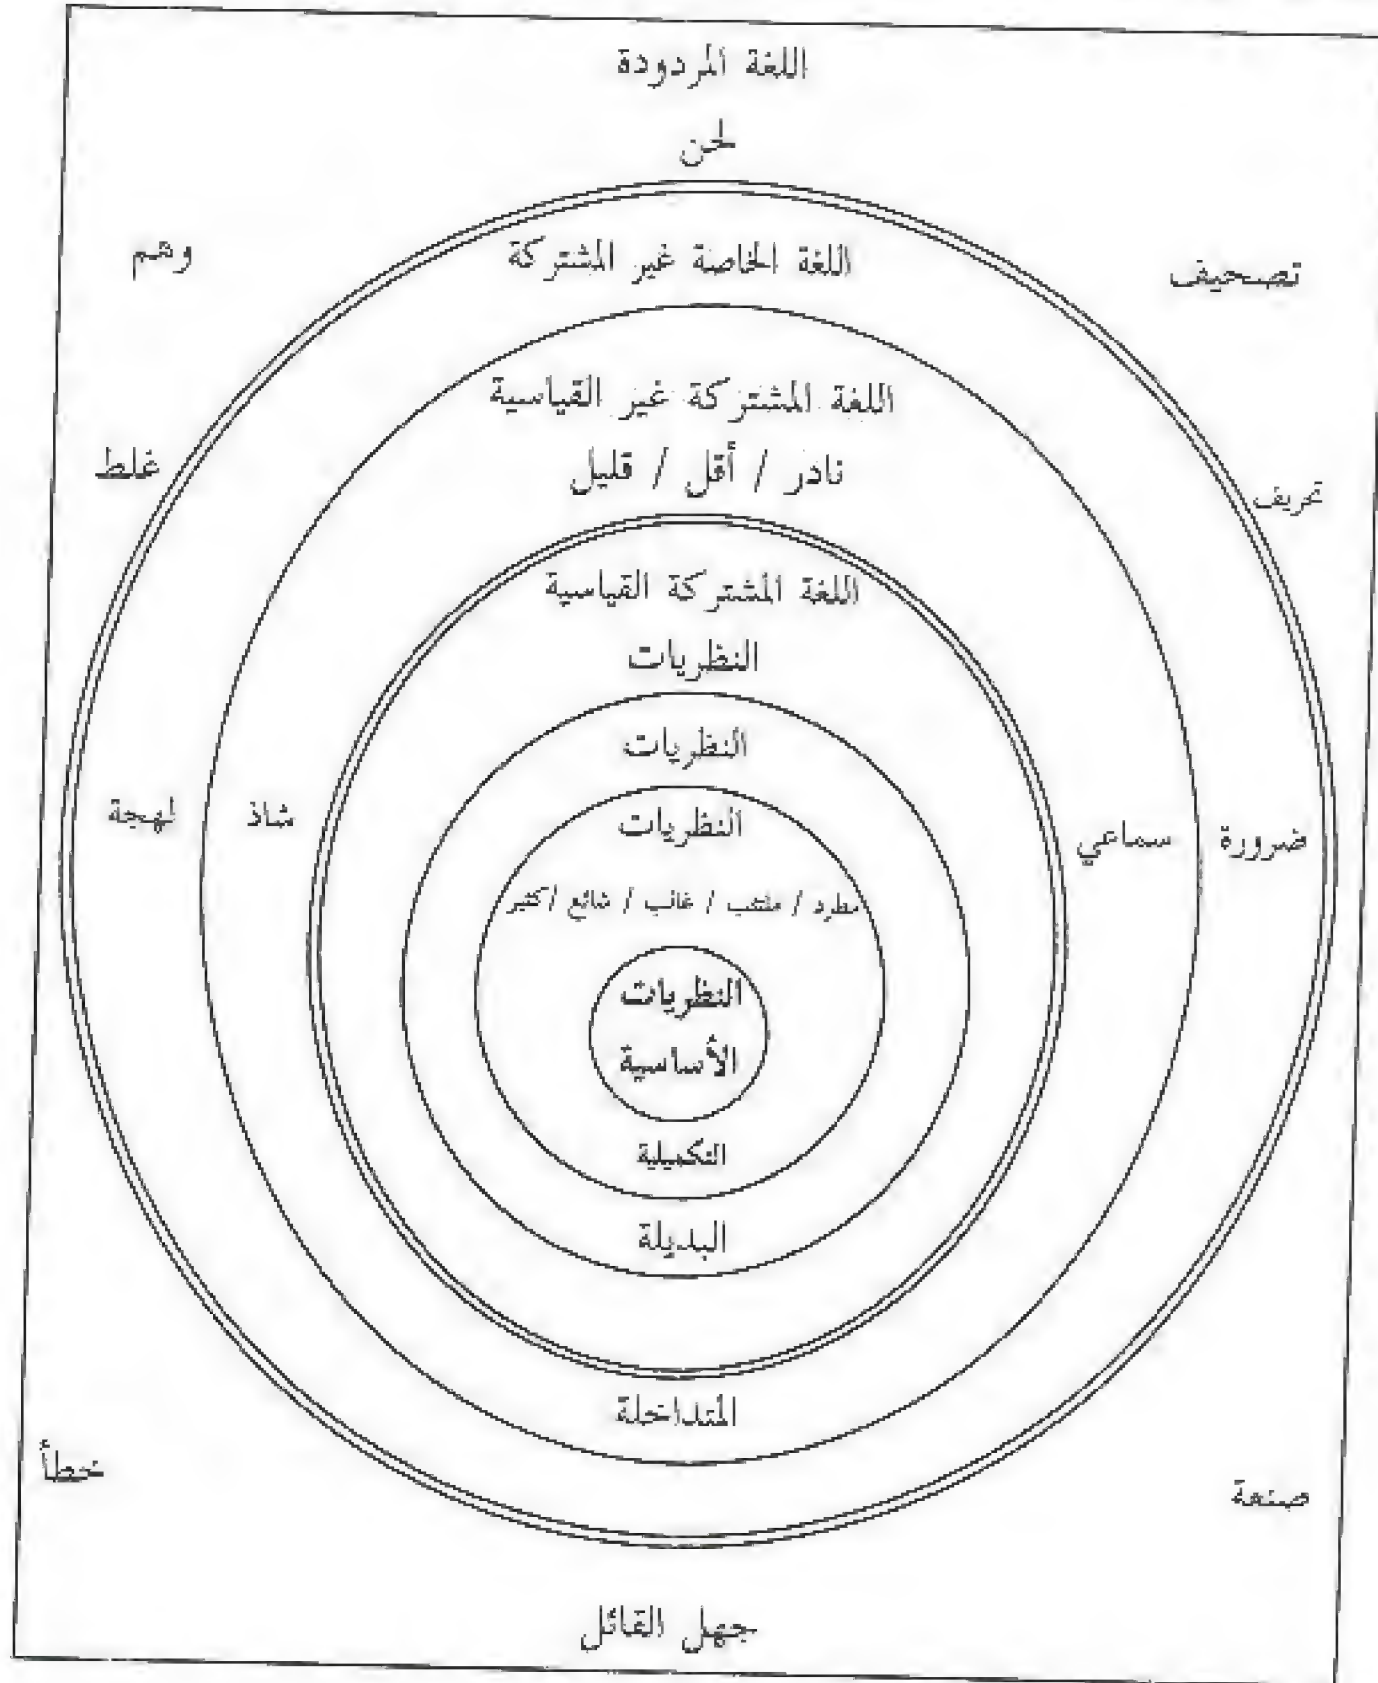 اللغة المردودة
لحن
تصحيف
وهم
اللغة الخاصة غير المشتركة
اللغة المشتركة غير القياسية
نادر / أقل / قليل
تحريف
غلط
اللغة المشتركة القياسية
النظريات
النظريات
النظريات
ضرورة
سماعي
شاذ
لهجة
مطرد / / غالب / شائع / كثير
النظريات
الأساسية
التكميلية
البديلة
المتداخلة
صنعة
خطأ
جهل القائل